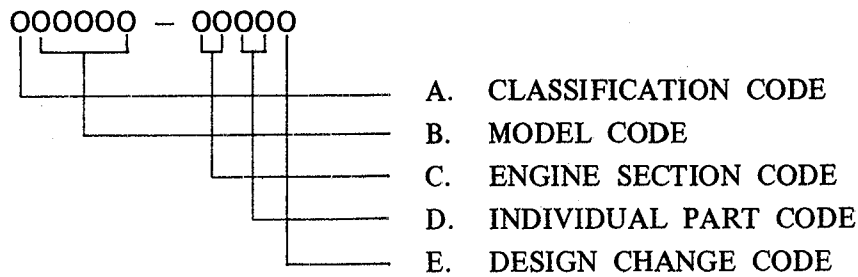 000000 – 00000
A. CLASSIFICATION CODE
B. MODEL CODE
C. ENGINE SECTION CODE
D. INDIVIDUAL PART CODE
E. DESIGN CHANGE CODE